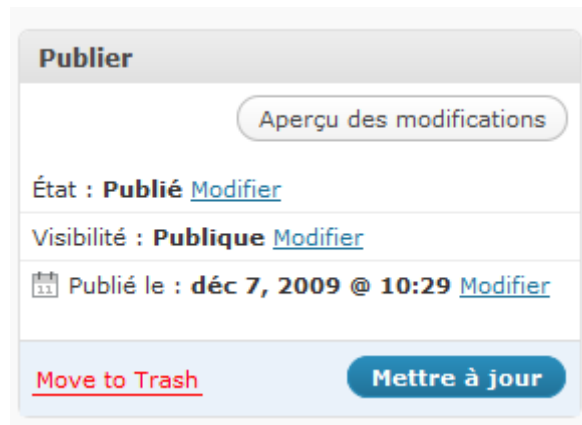 Publier
Aperçu des modifications
État : Publié Modifier
Visibilité : Publique Modifier
11 Publié le : déc 7, 2009 @ 10:29 Modifier
Move to Trash Mettre à jour